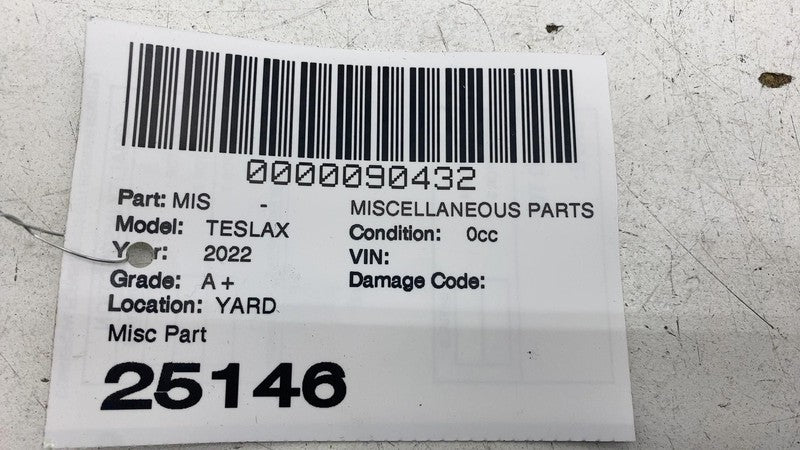 0000090432
Part: MIS - MISCELLANEOUS PARTS
Model: TESLAX Condition: 0cc
Year: 2022 VIN:
Grade: A+ Damage Code:
Location: YARD
Misc Part
25146